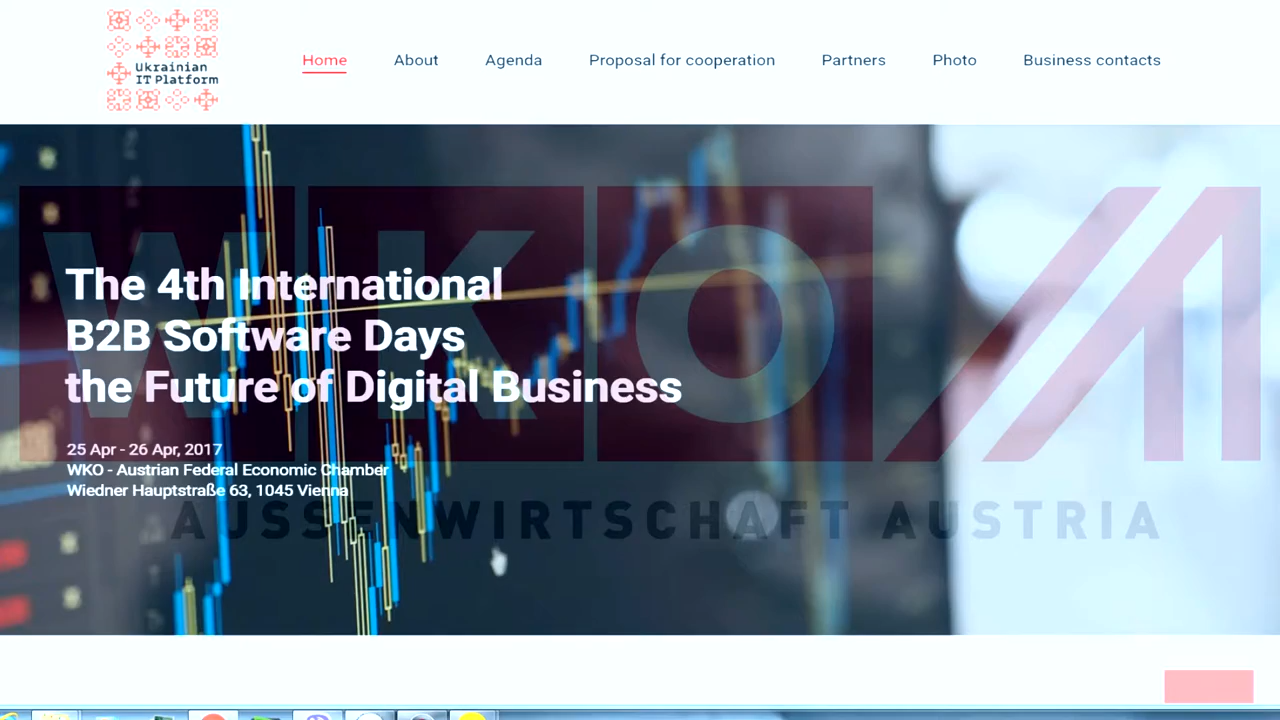 Ukrainian
IT Platform
Home
About
Agenda
Proposal for cooperation
Partners
Photo
Business contacts
WKO
The 4th International
B2B Software Days
the Future of Digital Business
25 Apr - 26 Apr, 2017
WKO - Austrian Federal Economic Chamber
Wiedner Hauptstraße 63, 1045 Vienna
AUSSENWIRTSCHAFT AUSTRIA